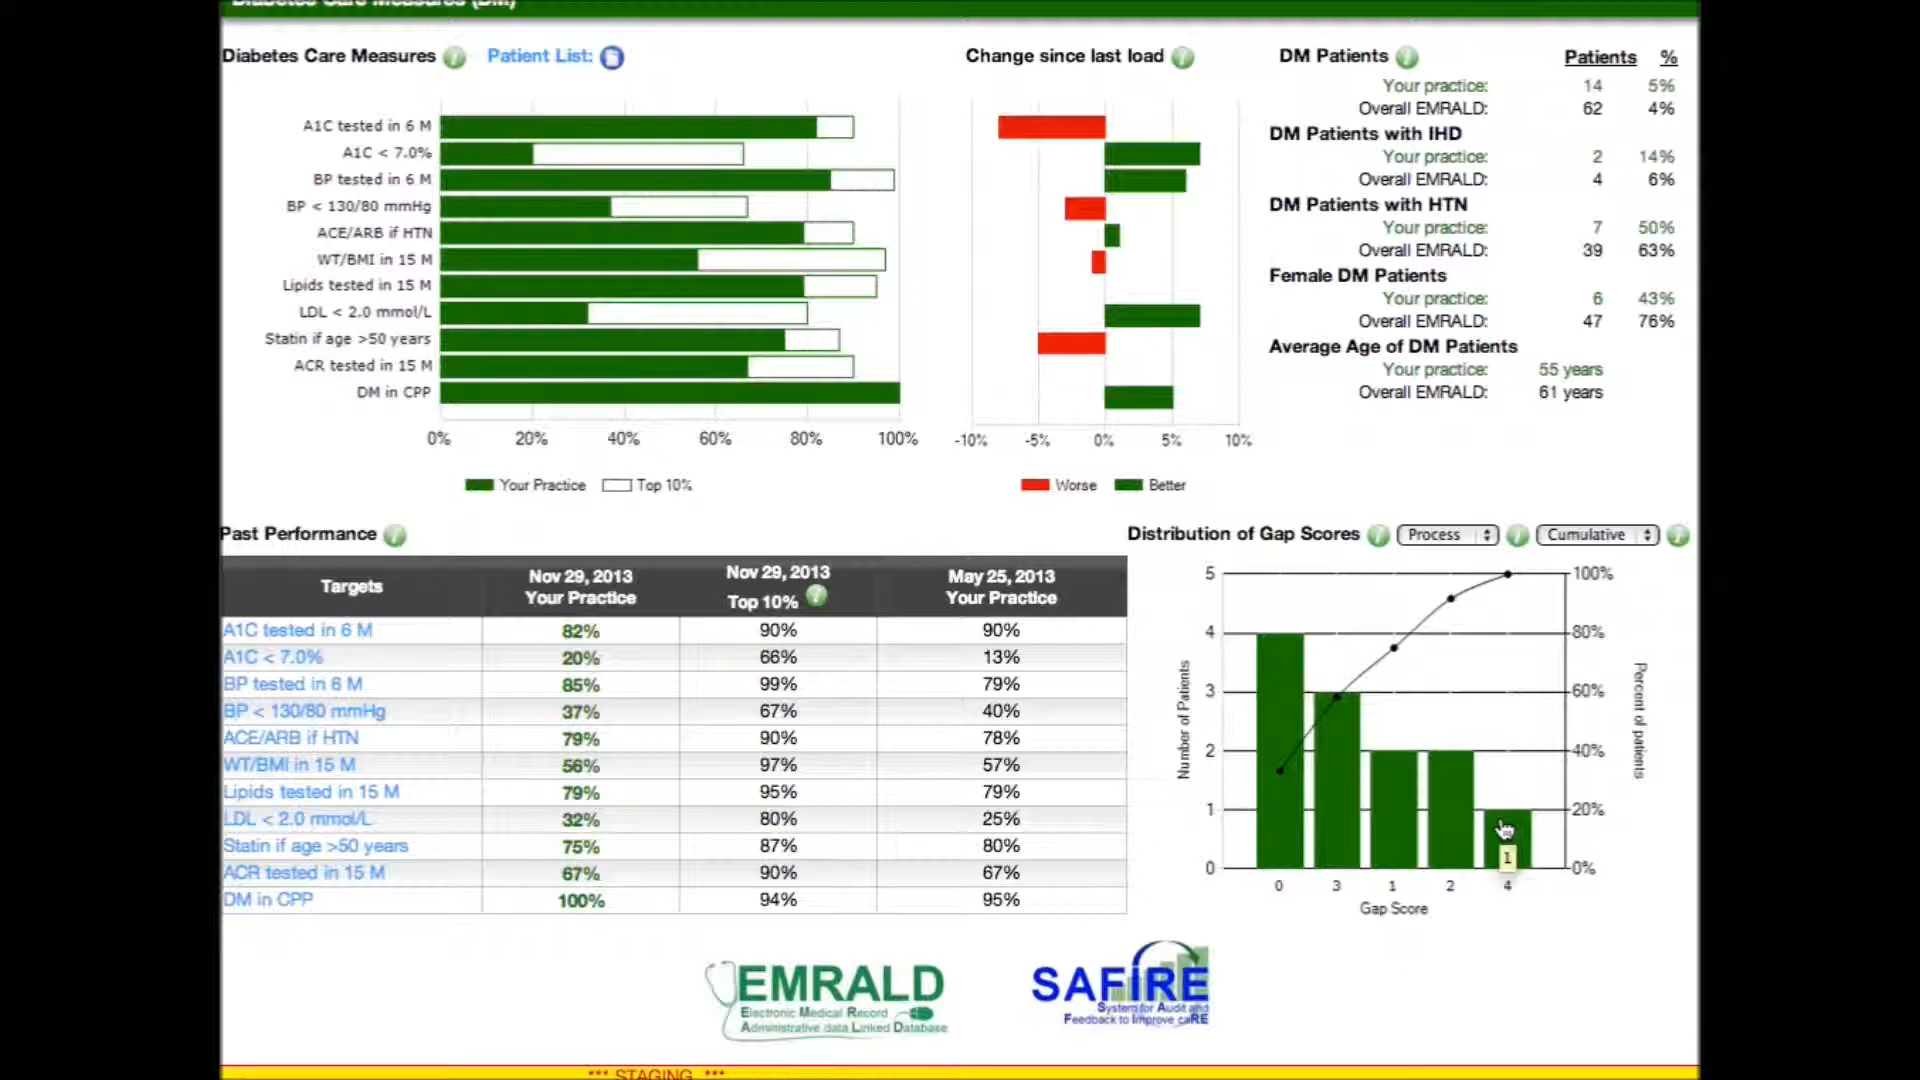 Diabetes Care Measures (DM)
Diabetes Care Measures
Patient List:
A1C tested in 6 M
A1C < 7.0%
BP tested in 6 M
BP < 130/80 mmHg
ACE/ARB if HTN
WT/BMI in 15 M
Lipids tested in 15 M
LDL < 2.0 mmol/L
Statin if age >50 years
ACR tested in 15 M
DM in CPP
0% 20% 40% 60% 80% 100%
Your Practice Top 10%
Change since last load
-10% -5% 0% 5% 10%
Worse Better
DM Patients Patients %
Your practice: 14 5%
Overall EMRALD: 62 4%
DM Patients with IHD
Your practice: 2 14%
Overall EMRALD: 4 6%
DM Patients with HTN
Your practice: 7 50%
Overall EMRALD: 39 63%
Female DM Patients
Your practice: 6 43%
Overall EMRALD: 47 76%
Average Age of DM Patients
Your practice: 55 years
Overall EMRALD: 61 years
Past Performance
Targets Nov 29, 2013 Your Practice Nov 29, 2013 Top 10% May 25, 2013 Your Practice
A1C tested in 6 M 82% 90% 90%
A1C < 7.0% 20% 66% 13%
BP tested in 6 M 85% 99% 79%
BP < 130/80 mmHg 37% 67% 40%
ACE/ARB if HTN 79% 90% 78%
WT/BMI in 15 M 56% 97% 57%
Lipids tested in 15 M 79% 95% 79%
LDL < 2.0 mmol/L 32% 80% 25%
Statin if age >50 years 75% 87% 80%
ACR tested in 15 M 67% 90% 67%
DM in CPP 100% 94% 95%
Distribution of Gap Scores Process Cumulative
5 100%
4 80%
3 60%
2 40%
1 20%
0 0%
Number of Patients
Percent of patients
1
0 3 1 2 4
Gap Score
EMRALD
Electronic Medical Record
Administrative data Linked Database
SAFIRE
System for Audit and
Feedback to Improve caRE
*** STAGING ***